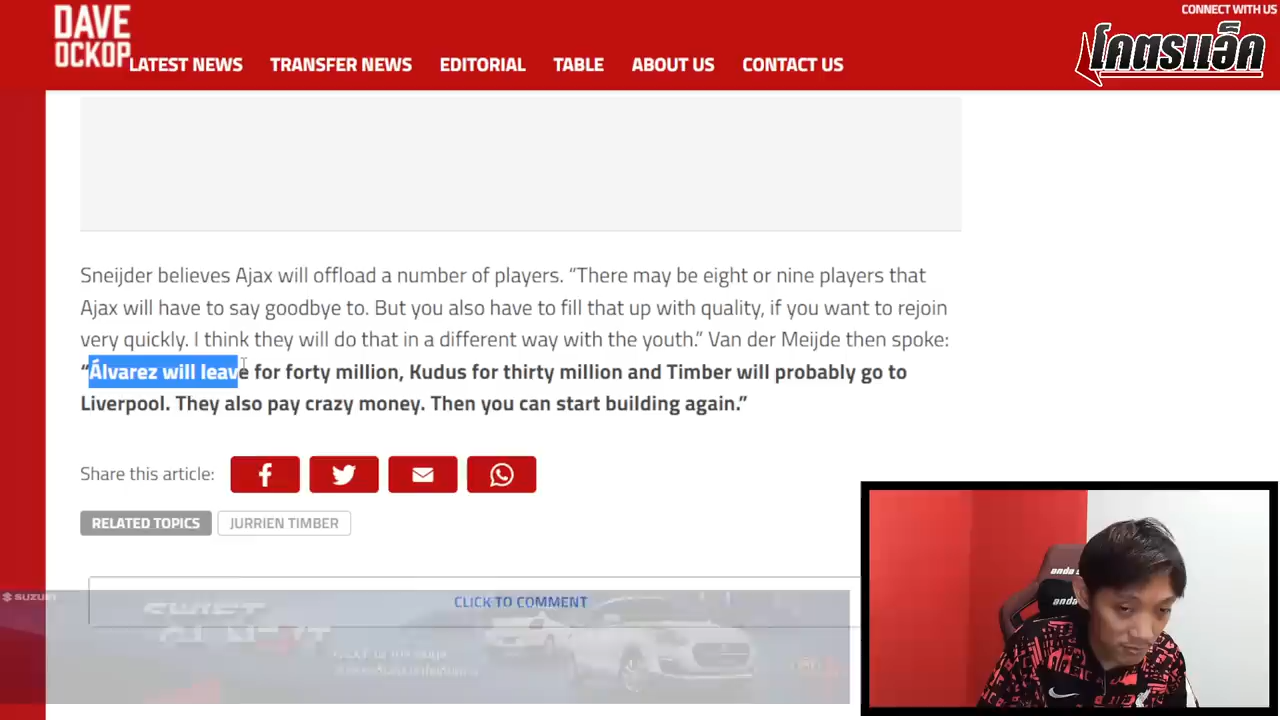 CONNECT WITH US
DAVE
OCKOP
LATEST NEWS TRANSFER NEWS EDITORIAL TABLE ABOUT US CONTACT US
โคตรแอ็ค
Sneijder believes Ajax will offload a number of players. “There may be eight or nine players that
Ajax will have to say goodbye to. But you also have to fill that up with quality, if you want to rejoin
very quickly. I think they will do that in a different way with the youth.” Van der Meijde then spoke:
“Álvarez will leave for forty million, Kudus for thirty million and Timber will probably go to
Liverpool. They also pay crazy money. Then you can start building again.”
Share this article:
RELATED TOPICS JURRIEN TIMBER
CLICK TO COMMENT
SUZUKI
SWIFT
anda
anda